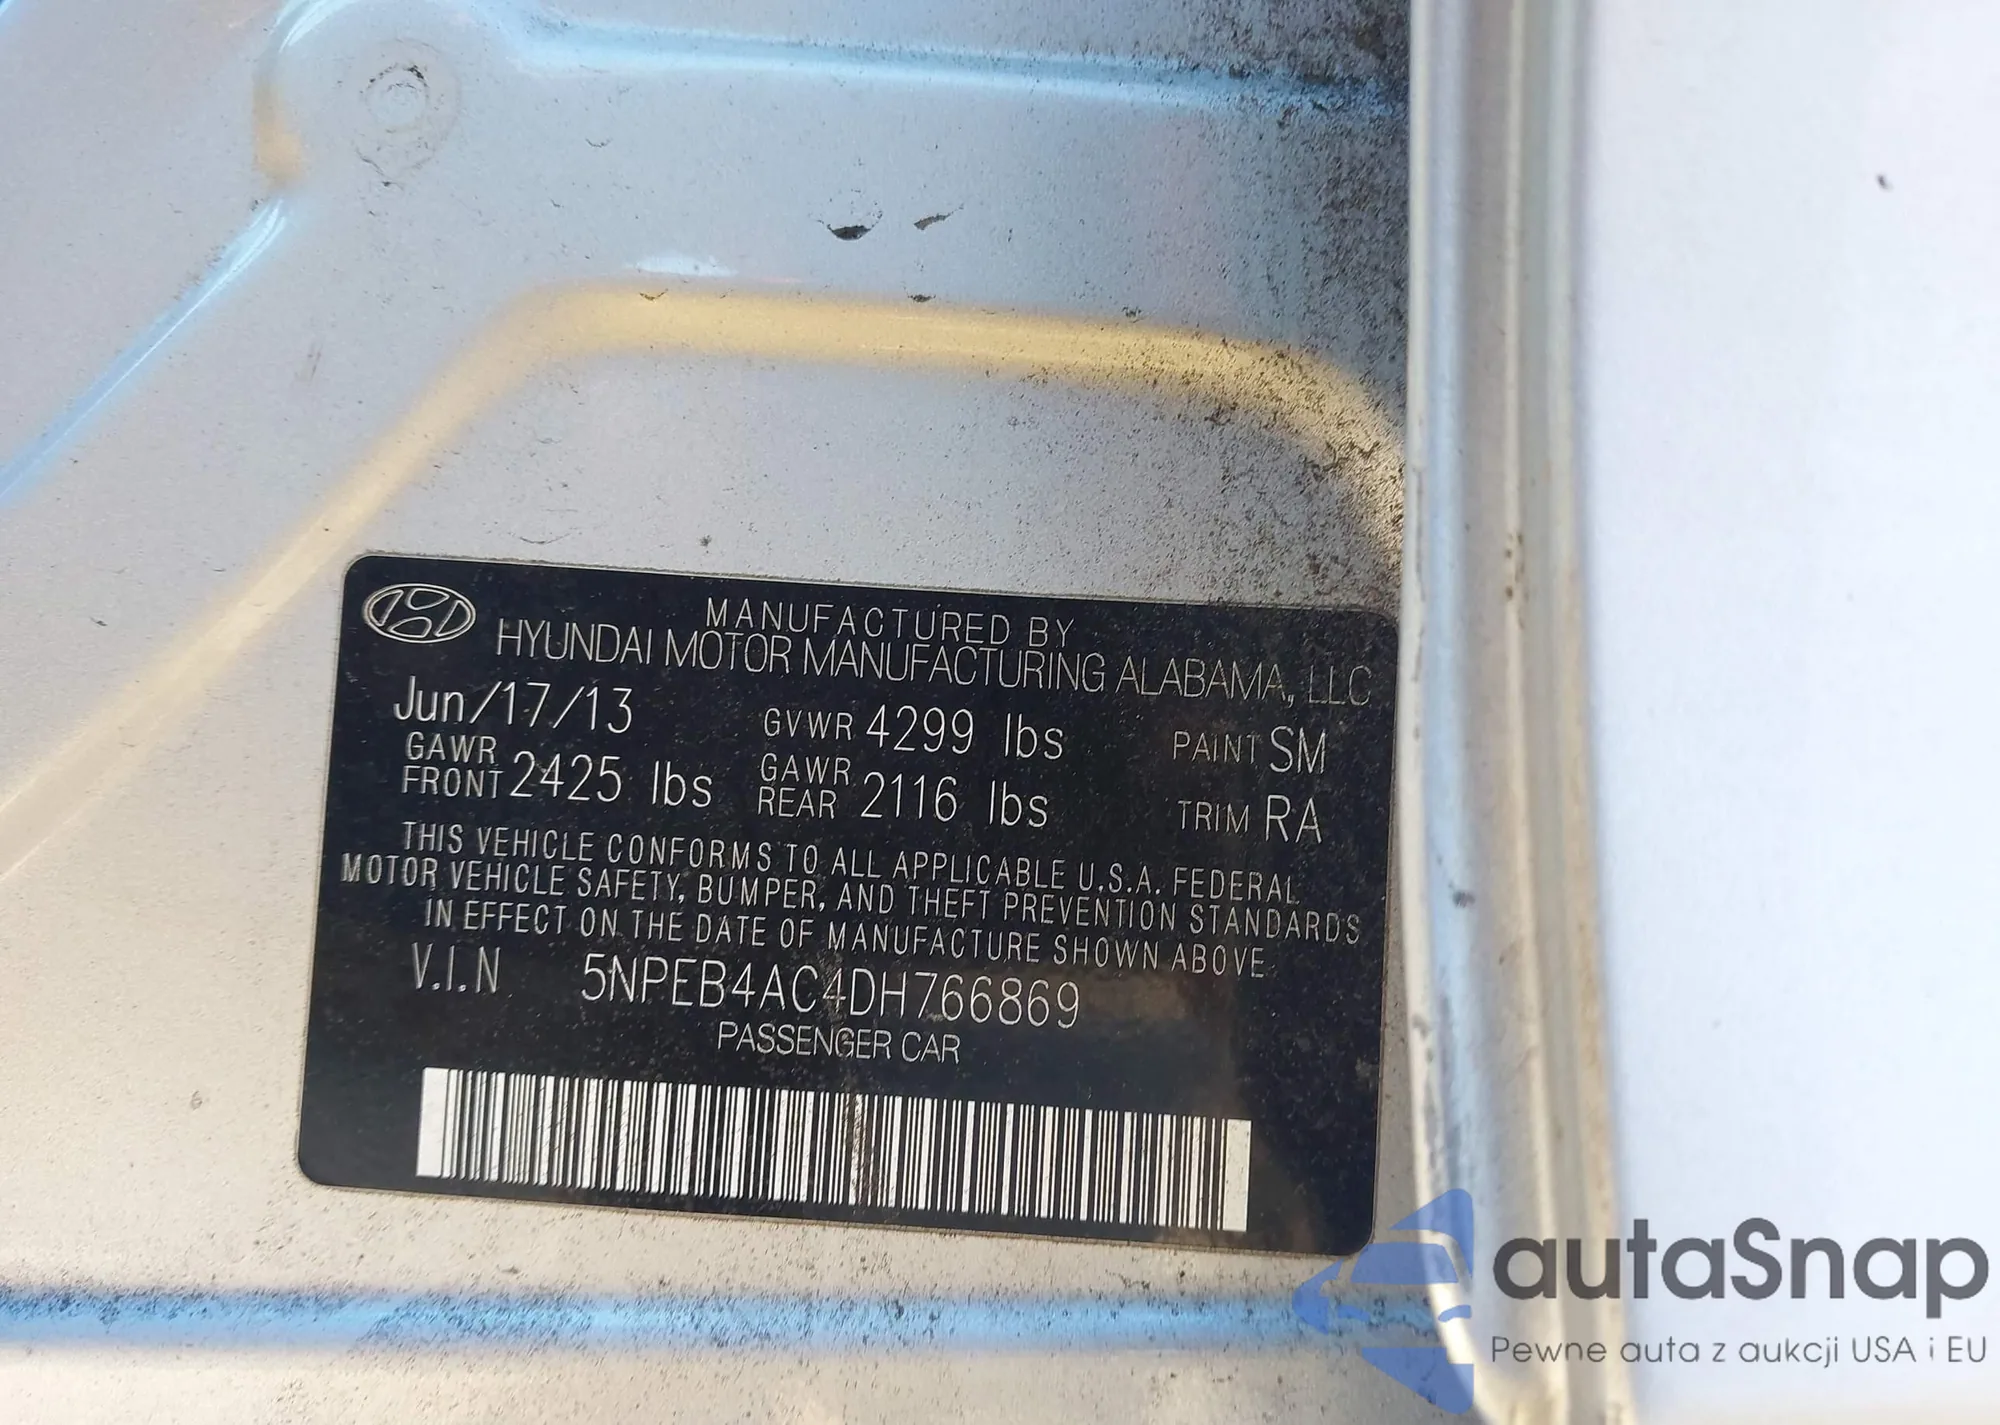 MANUFACTURED BY
HYUNDAI MOTOR MANUFACTURING ALABAMA, LLC
Jun/17/13 GVWR 4299 lbs PAINT SM
GAWR FRONT 2425 lbs GAWR REAR 2116 lbs TRIM RA
THIS VEHICLE CONFORMS TO ALL APPLICABLE U.S.A. FEDERAL
MOTOR VEHICLE SAFETY, BUMPER, AND THEFT PREVENTION STANDARDS
IN EFFECT ON THE DATE OF MANUFACTURE SHOWN ABOVE
V.I.N 5NPEB4AC4DH766869
PASSENGER CAR
autaSnap
Pewne auta z aukcji USA i EU